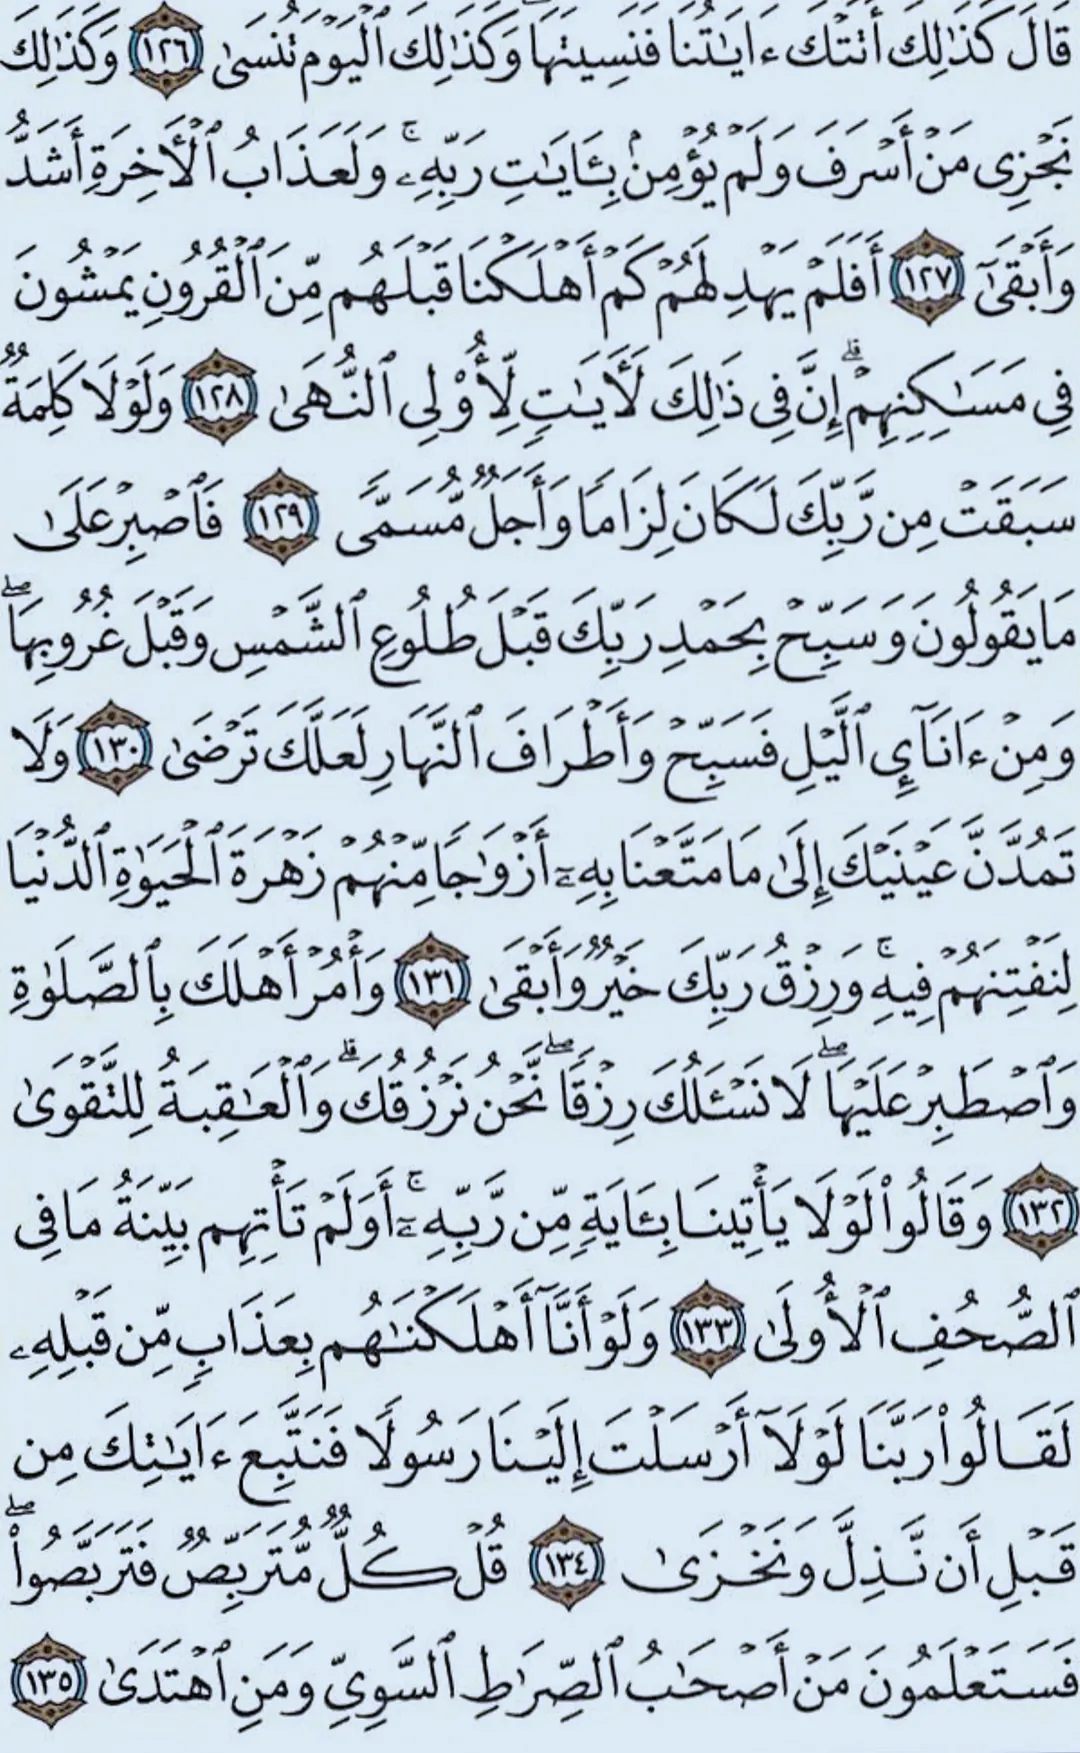 قَالَ كَذَٰلِكَ أَتَتْكَ ءَايَٰتُنَا فَنَسِيتَهَا ۖ وَكَذَٰلِكَ ٱلْيَوْمَ تُنسَىٰ ١٢٦ وَكَذَٰلِكَ
نَجْزِى مَنْ أَسْرَفَ وَلَمْ يُؤْمِنۢ بِـَٔايَٰتِ رَبِّهِۦ ۚ وَلَعَذَابُ ٱلْأَخِرَةِ أَشَدُّ
وَأَبْقَىٰٓ ١٢٧ أَفَلَمْ يَهْدِ لَهُمْ كَمْ أَهْلَكْنَا قَبْلَهُم مِّنَ ٱلْقُرُونِ يَمْشُونَ
فِى مَسَٰكِنِهِمْ ۗ إِنَّ فِى ذَٰلِكَ لَأَيَٰتٍ لِّأُو۟لِى ٱلنُّهَىٰ ١٢٨ وَلَوْلَا كَلِمَةٌ
سَبَقَتْ مِن رَّبِّكَ لَكَانَ لِزَامًا وَأَجَلٌ مُّسَمًّى ١٢٩ فَٱصْبِرْ عَلَىٰ
مَا يَقُولُونَ وَسَبِّحْ بِحَمْدِ رَبِّكَ قَبْلَ طُلُوعِ ٱلشَّمْسِ وَقَبْلَ غُرُوبِهَا ۖ
وَمِنْ ءَانَآئِ ٱلَّيْلِ فَسَبِّحْ وَأَطْرَافَ ٱلنَّهَارِ لَعَلَّكَ تَرْضَىٰ ١٣٠ وَلَا
تَمُدَّنَّ عَيْنَيْكَ إِلَىٰ مَا مَتَّعْنَا بِهِۦٓ أَزْوَٰجًا مِّنْهُمْ زَهْرَةَ ٱلْحَيَوٰةِ ٱلدُّنْيَا
لِنَفْتِنَهُمْ فِيهِ ۚ وَرِزْقُ رَبِّكَ خَيْرٌ وَأَبْقَىٰ ١٣١ وَأْمُرْ أَهْلَكَ بِٱلصَّلَوٰةِ
وَٱصْطَبِرْ عَلَيْهَا ۖ لَا نَسْـَٔلُكَ رِزْقًا ۖ نَّحْنُ نَرْزُقُكَ ۗ وَٱلْعَٰقِبَةُ لِلتَّقْوَىٰ
١٣٢ وَقَالُوا۟ لَوْلَا يَأْتِينَا بِـَٔايَةٍ مِّن رَّبِّهِۦٓ ۚ أَوَلَمْ تَأْتِهِم بَيِّنَةُ مَا فِى
ٱلصُّحُفِ ٱلْأُولَىٰ ١٣٣ وَلَوْ أَنَّآ أَهْلَكْنَٰهُم بِعَذَابٍ مِّن قَبْلِهِۦ
لَقَالُوا۟ رَبَّنَا لَوْلَآ أَرْسَلْتَ إِلَيْنَا رَسُولًا فَنَتَّبِعَ ءَايَٰتِكَ مِن
قَبْلِ أَن نَّذِلَّ وَنَخْزَىٰ ١٣٤ قُلْ كُلٌّ مُّتَرَبِّصٌ فَتَرَبَّصُوا۟ ۖ
فَسَتَعْلَمُونَ مَنْ أَصْحَٰبُ ٱلصِّرَٰطِ ٱلسَّوِىِّ وَمَنِ ٱهْتَدَىٰ ١٣٥